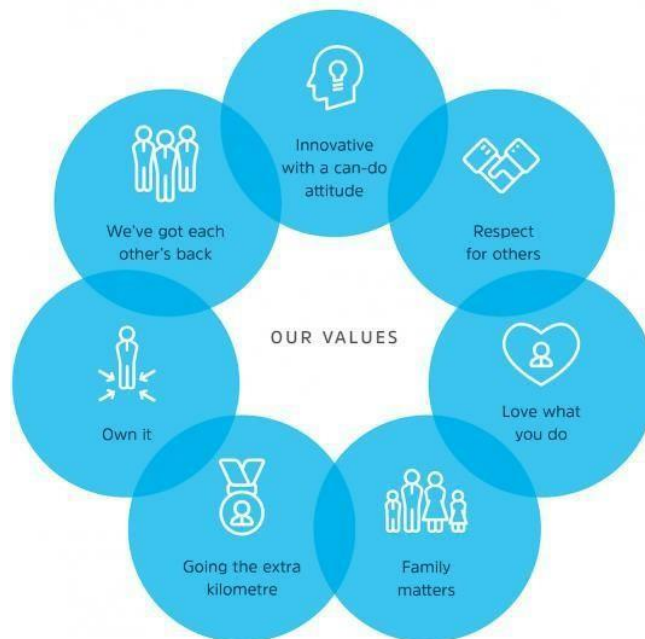 Innovative
with a can-do
attitude
Respect
for others
Love what
you do
Family
matters
Going the extra
kilometre
Own it
We've got each
other's back
OUR VALUES